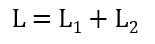 L = L₁ + L₂